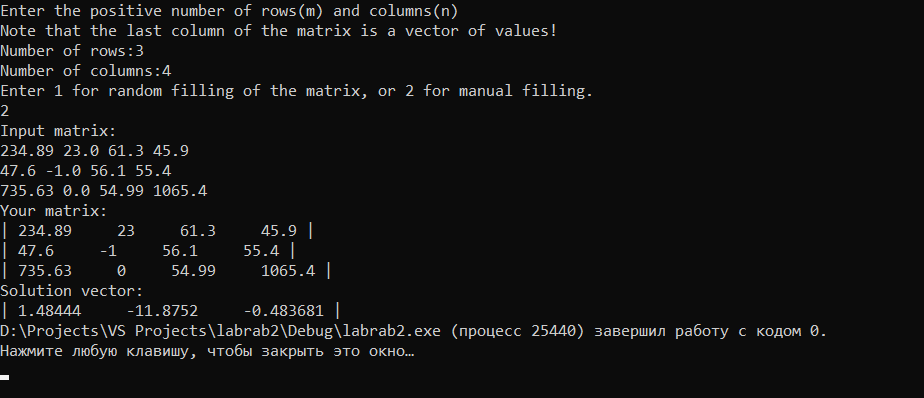 Enter the positive number of rows(m) and columns(n)
Note that the last column of the matrix is a vector of values!
Number of rows:3
Number of columns:4
Enter 1 for random filling of the matrix, or 2 for manual filling.
2
Input matrix:
234.89 23.0 61.3 45.9
47.6 -1.0 56.1 55.4
735.63 0.0 54.99 1065.4
Your matrix:
| 234.89     23     61.3     45.9 |
| 47.6     -1     56.1     55.4 |
| 735.63     0     54.99     1065.4 |
Solution vector:
| 1.48444     -11.8752     -0.483681 |
D:\Projects\VS Projects\labrab2\Debug\labrab2.exe (процесс 25440) завершил работу с кодом 0.
Нажмите любую клавишу, чтобы закрыть это окно…